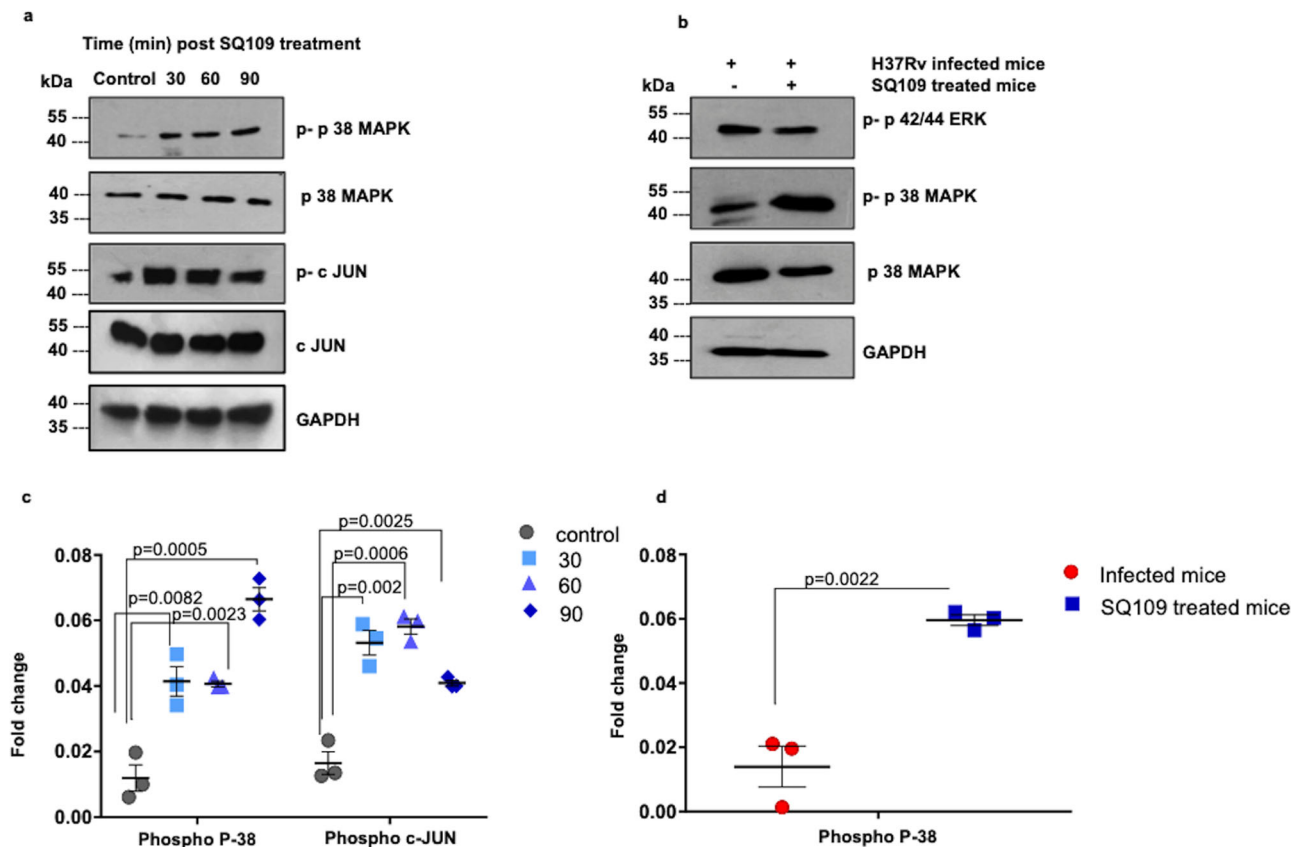 a
Time (min) post SQ109 treatment
kDa Control 30 60 90
55 ---
40 ---
p- p 38 MAPK
40 ---
35 ---
p 38 MAPK
55 ---
40 ---
p- c JUN
55 ---
40 ---
c JUN
40 ---
35 ---
GAPDH
b
+ + H37Rv infected mice
kDa - + SQ109 treated mice
55 ---
40 ---
p- p 42/44 ERK
55 ---
40 ---
p- p 38 MAPK
40 ---
35 ---
p 38 MAPK
40 ---
35 ---
GAPDH
c
Fold change
0.08
0.06
0.04
0.02
0.00
p=0.0005
p=0.0082
p=0.0023
p=0.0025
p=0.0006
p=0.002
Phospho P-38
Phospho c-JUN
control
30
60
90
d
Fold change
0.08
0.06
0.04
0.02
0.00
p=0.0022
Phospho P-38
Infected mice
SQ109 treated mice